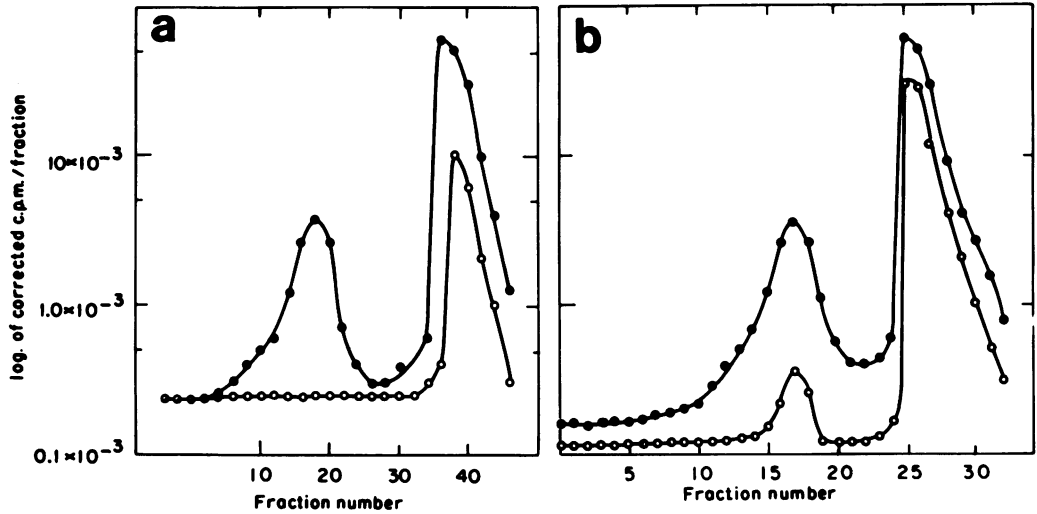 a
b
log. of corrected c.p.m./fraction
10×10⁻³
1.0×10⁻³
0.1×10⁻³
10 20 30 40
Fraction number
5 10 15 20 25 30
Fraction number